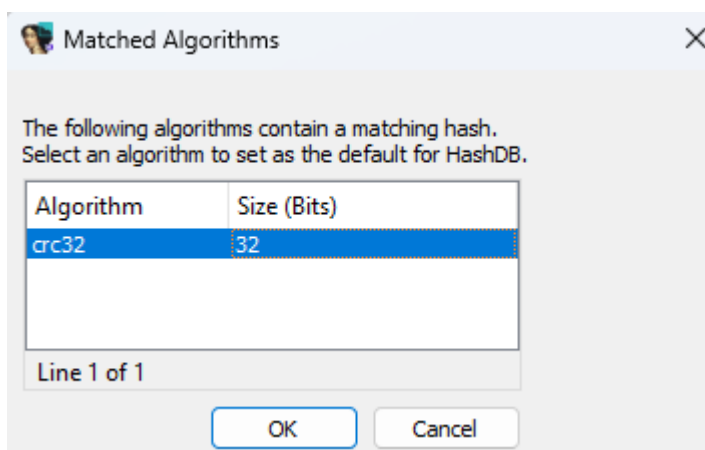 Matched Algorithms
The following algorithms contain a matching hash.
Select an algorithm to set as the default for HashDB.
Algorithm Size (Bits)
crc32 32
Line 1 of 1
OK Cancel